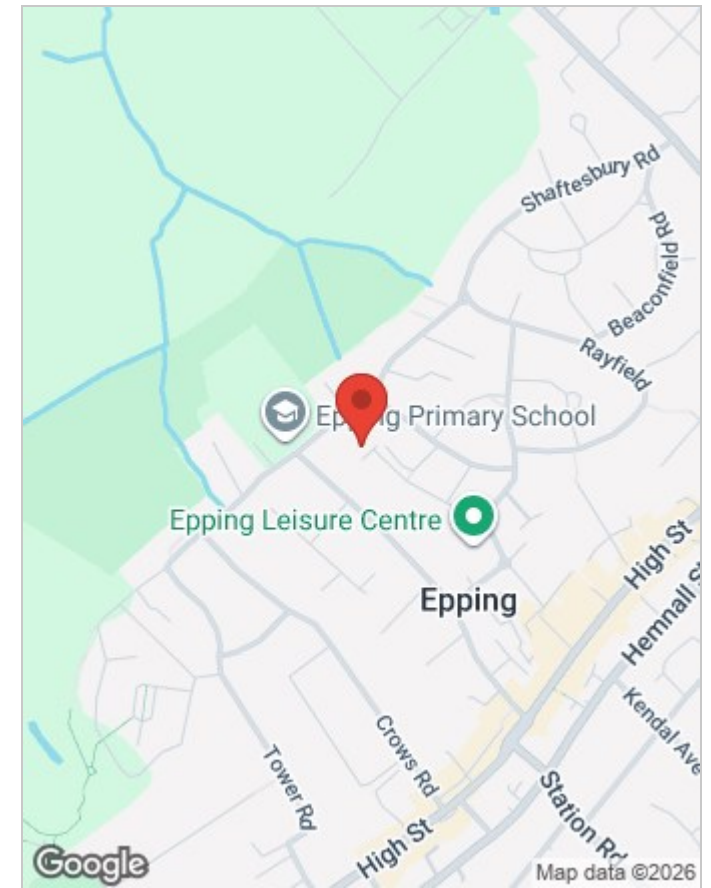 Shaftesbury Rd
Beaconfield Rd
Rayfield
Epping Primary School
Epping Leisure Centre
High St
Epping
Hemnall
Kendal Ave
Crows Rd
Tower Rd
Station Rd
High St
Google
Map data ©2026